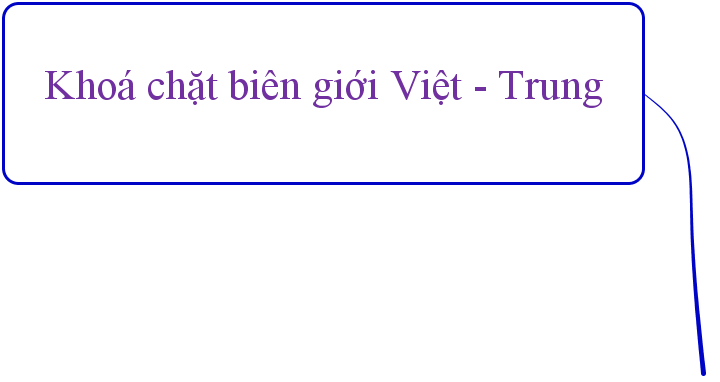 Khoá chặt biên giới Việt - Trung